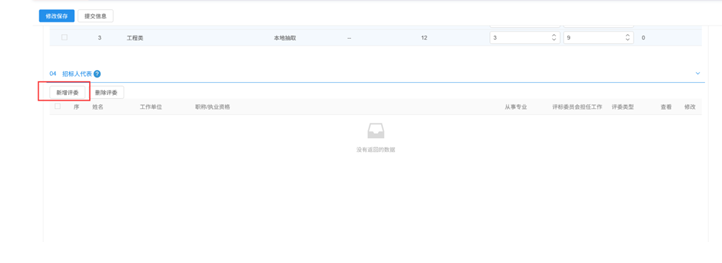 修改保存 提交信息
3 工程类 本地抽取 – 12 3 9 0
04 招标人代表 ?
新增评委 删除评委
序 姓名 工作单位 职称/执业资格 从事专业 评标委员会担任工作 评委类型 查看 修改
没有返回的数据